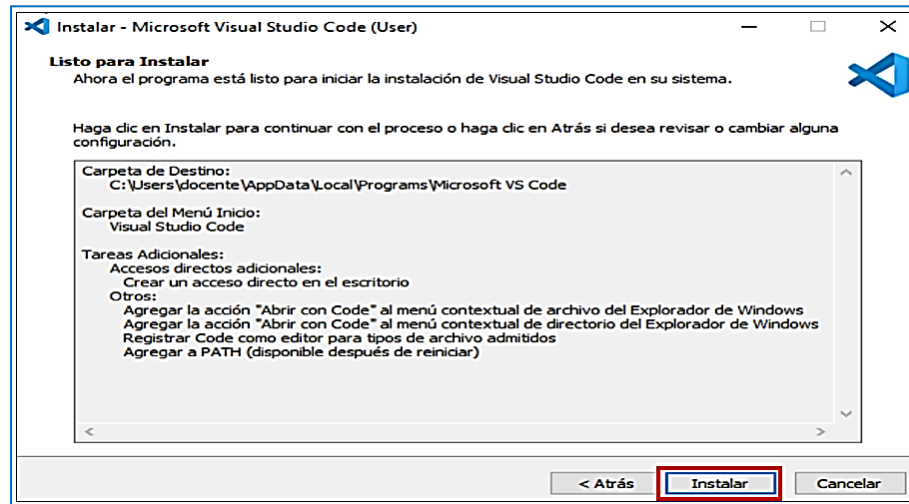 Instalar - Microsoft Visual Studio Code (User)
Listo para Instalar
Ahora el programa está listo para iniciar la instalación de Visual Studio Code en su sistema.
Haga clic en Instalar para continuar con el proceso o haga clic en Atrás si desea revisar o cambiar alguna
configuración.
Carpeta de Destino:
C:\Users\docente\AppData\Local\Programs\Microsoft VS Code
Carpeta del Menú Inicio:
Visual Studio Code
Tareas Adicionales:
Accesos directos adicionales:
Crear un acceso directo en el escritorio
Otros:
Agregar la acción "Abrir con Code" al menú contextual de archivo del Explorador de Windows
Agregar la acción "Abrir con Code" al menú contextual de directorio del Explorador de Windows
Registrar Code como editor para tipos de archivo admitidos
Agregar a PATH (disponible después de reiniciar)
< Atrás Instalar Cancelar